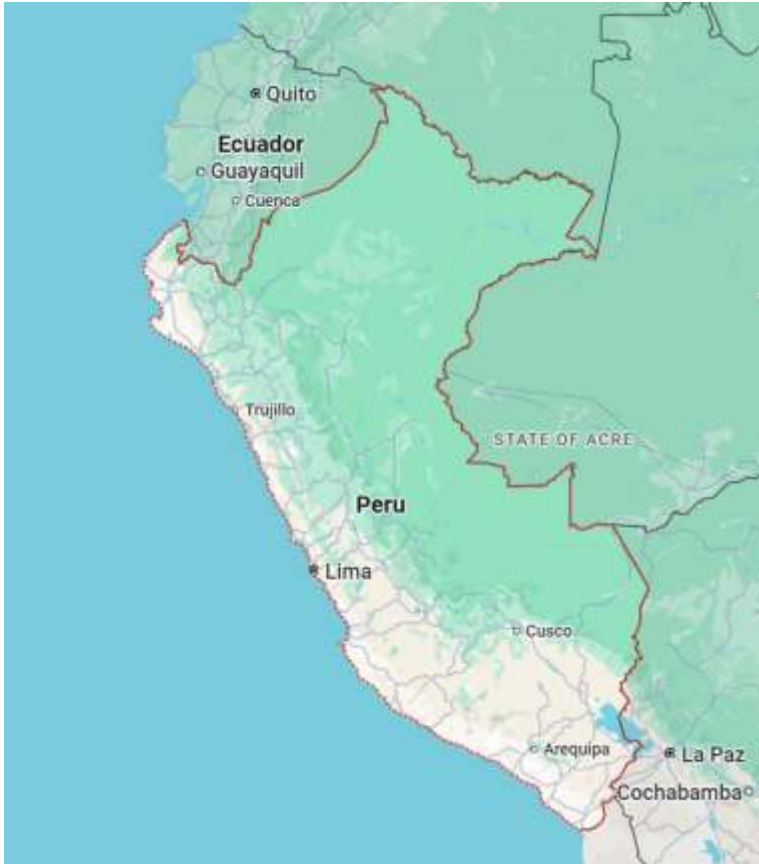 Quito
Ecuador
Guayaquil
Cuenca
Trujillo
STATE OF ACRE
Peru
Lima
Cusco
Arequipa
La Paz
Cochabamba